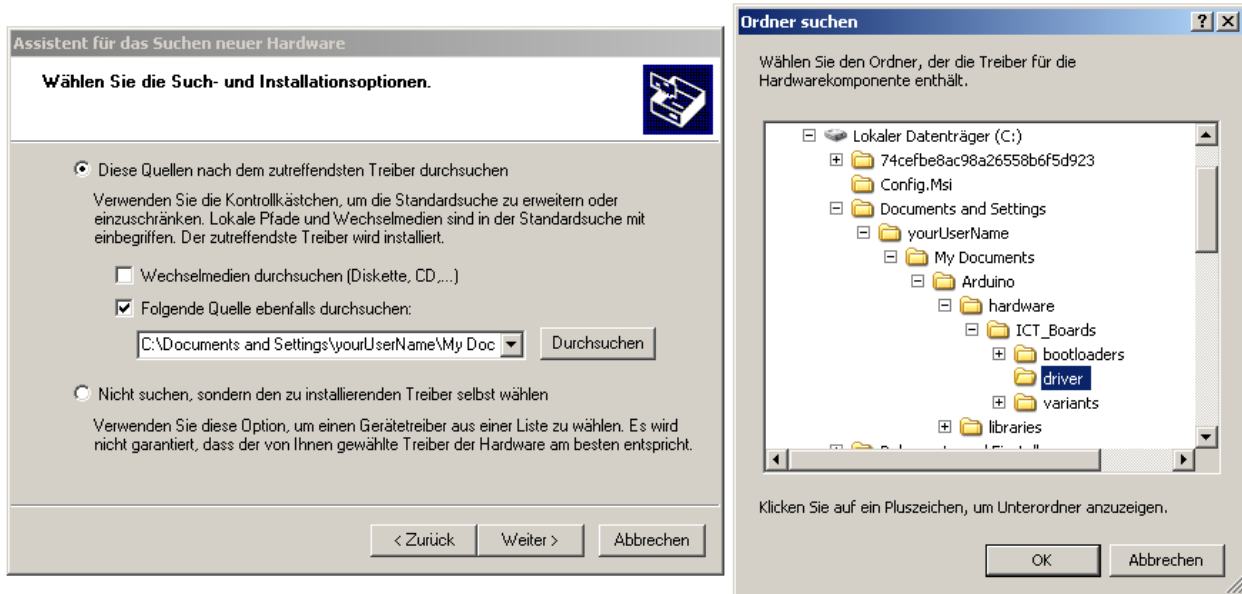 Assistent für das Suchen neuer Hardware
Wählen Sie die Such- und Installationsoptionen.
Diese Quellen nach dem zutreffendsten Treiber durchsuchen
Verwenden Sie die Kontrollkästchen, um die Standardsuche zu erweitern oder
einzuschränken. Lokale Pfade und Wechselmedien sind in der Standardsuche mit
einbegriffen. Der zutreffendste Treiber wird installiert.
Wechselmedien durchsuchen (Diskette, CD,...)
Folgende Quelle ebenfalls durchsuchen:
C:\Documents and Settings\yourUserName\My Doc
Durchsuchen
Nicht suchen, sondern den zu installierenden Treiber selbst wählen
Verwenden Sie diese Option, um einen Gerätetreiber aus einer Liste zu wählen. Es wird
nicht garantiert, dass der von Ihnen gewählte Treiber der Hardware am besten entspricht.
< Zurück
Weiter >
Abbrechen
Ordner suchen
Wählen Sie den Ordner, der die Treiber für die
Hardwarekomponente enthält.
Lokaler Datenträger (C:)
74cefbe8ac98a26558b6f5d923
Config.Msi
Documents and Settings
yourUserName
My Documents
Arduino
hardware
ICT_Boards
bootloaders
driver
variants
libraries
Klicken Sie auf ein Pluszeichen, um Unterordner anzuzeigen.
OK
Abbrechen